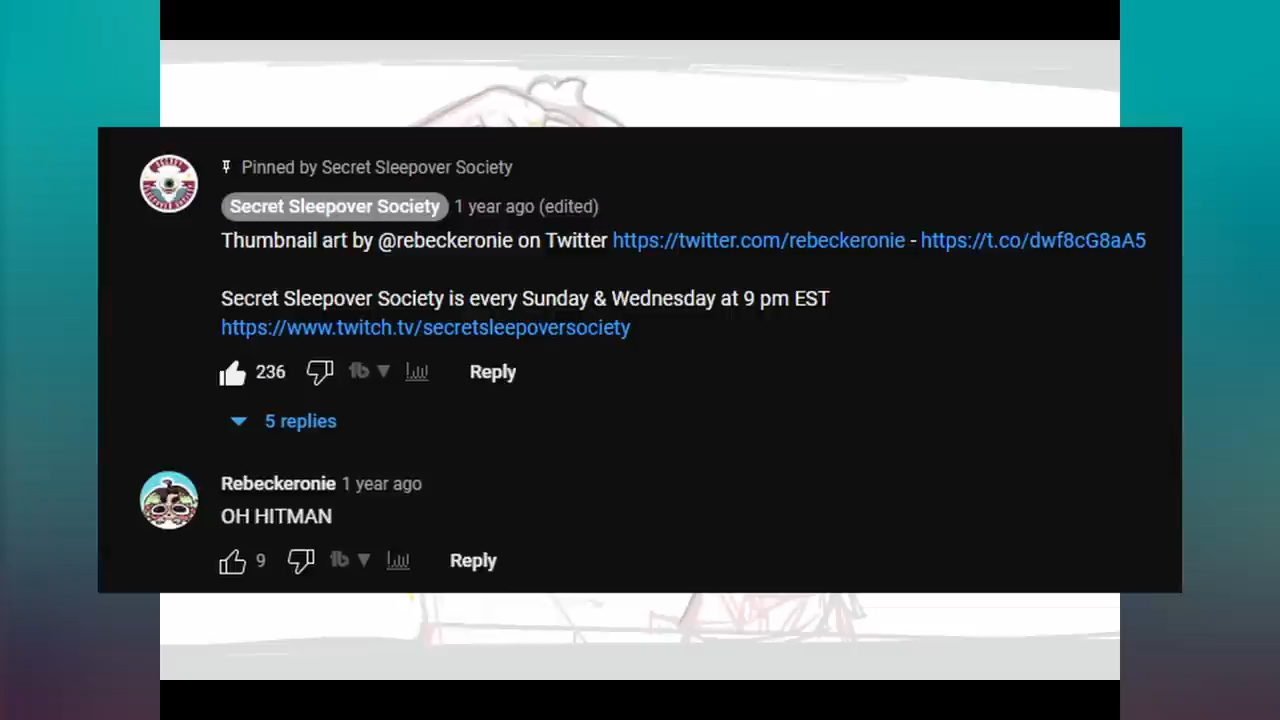 Pinned by Secret Sleepover Society
Secret Sleepover Society 1 year ago (edited)
Thumbnail art by @rebeckeronie on Twitter https://twitter.com/rebeckeronie - https://t.co/dwf8cG8aA5
Secret Sleepover Society is every Sunday & Wednesday at 9 pm EST
https://www.twitch.tv/secretsleepoversociety
236 Reply
5 replies
Rebeckeronie 1 year ago
OH HITMAN
9 Reply